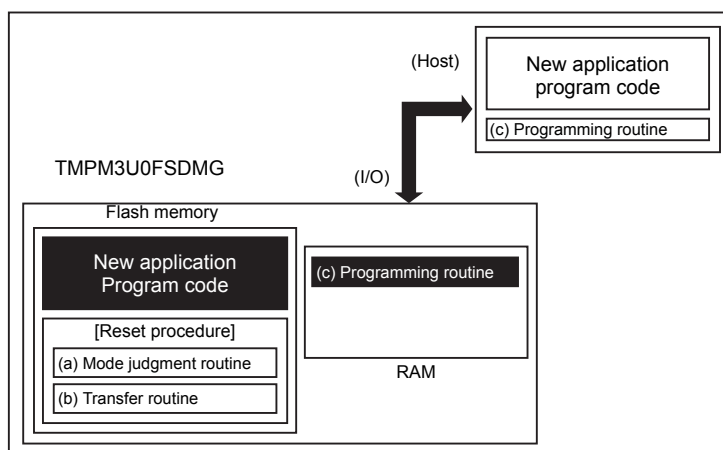 (Host)
New application
program code
(c) Programming routine
TMPM3U0FSDMG
(I/O)
Flash memory
New application
Program code
(c) Programming routine
[Reset procedure]
(a) Mode judgment routine
(b) Transfer routine
RAM